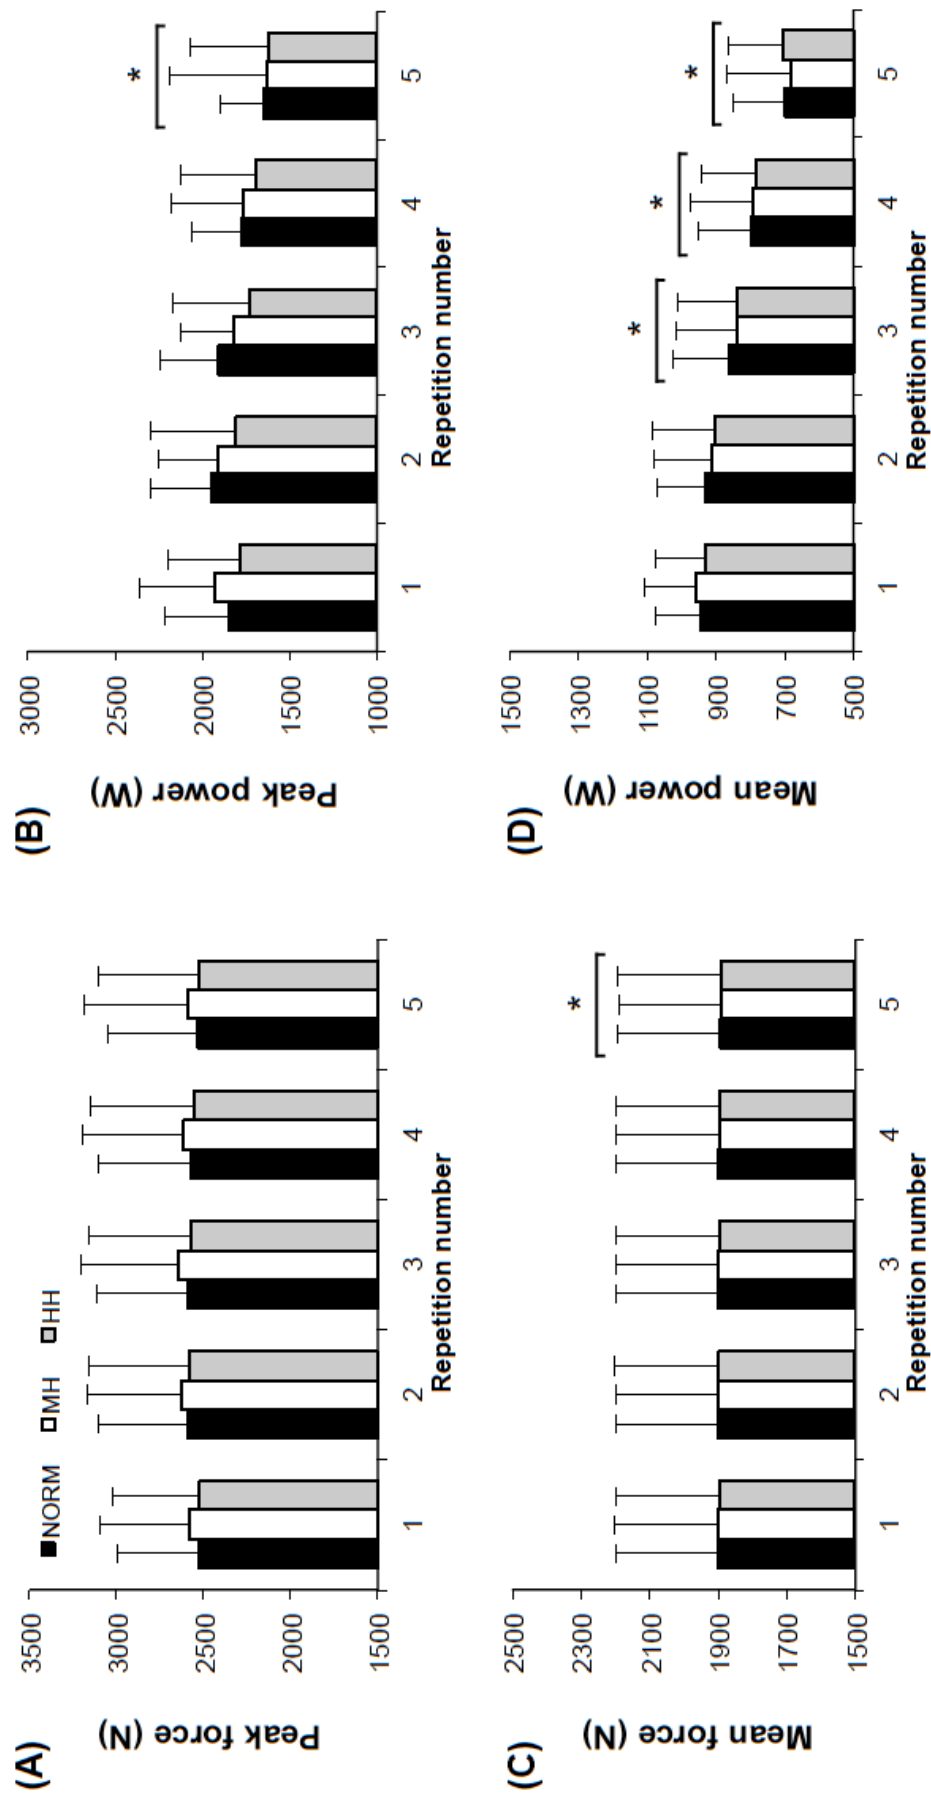 (A)
NORM MH HH
Peak force (N)
3500
3000
2500
2000
1500
1 2 3 4 5
Repetition number
(B)
Peak power (W)
3000
2500
2000
1500
1000
*
1 2 3 4 5
Repetition number
(C)
Mean force (N)
2500
2300
2100
1900
1700
1500
*
1 2 3 4 5
Repetition number
(D)
Mean power (W)
1500
1300
1100
900
700
500
* * *
1 2 3 4 5
Repetition number